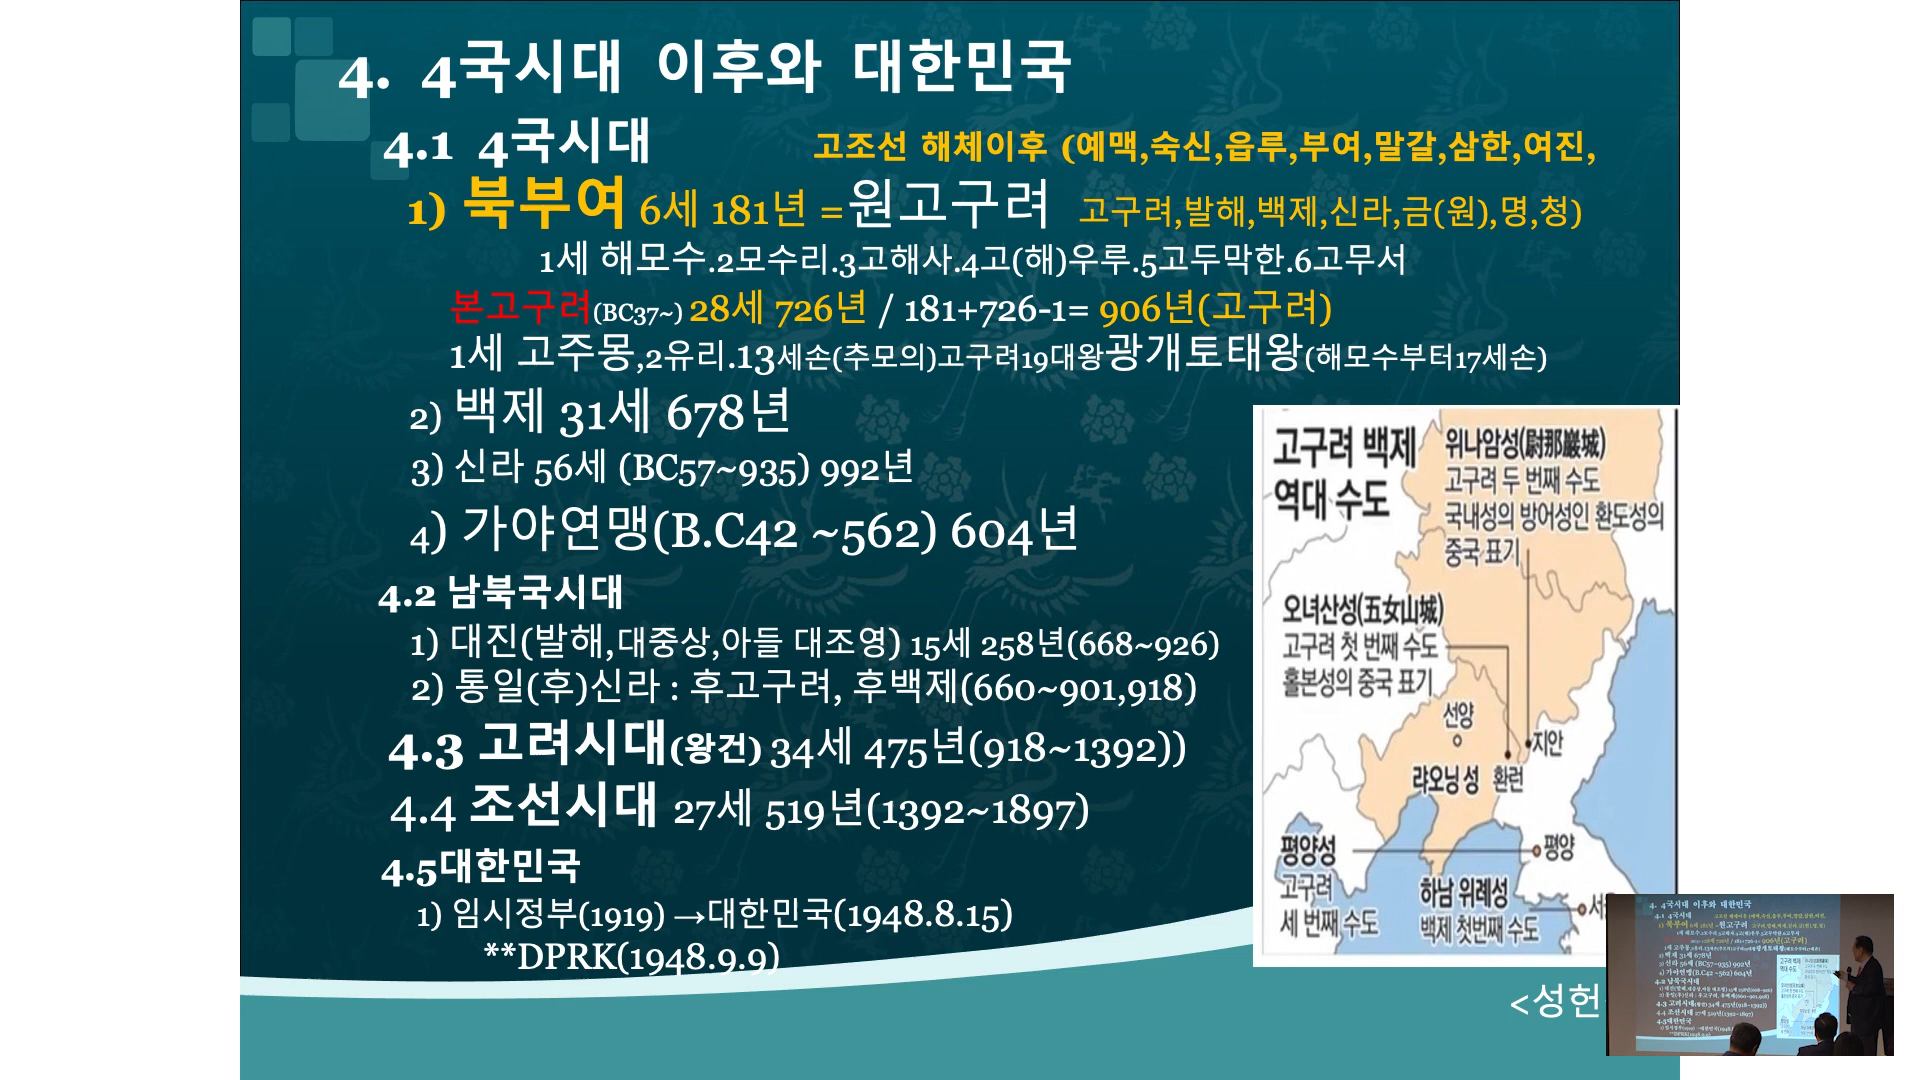 4. 4국시대 이후와 대한민국
4.1 4국시대 고조선 해체이후 (예맥,숙신,읍루,부여,말갈,삼한,여진,
1) 북부여 6세 181년 =원고구려 고구려,발해,백제,신라,금(원),명,청)
1세 해모수.2모수리.3고해사.4고(해)우루.5고두막한.6고무서
본고구려(BC37~) 28세 726년 / 181+726-1= 906년(고구려)
1세 고주몽,2유리.13세손(추모의)고구려19대왕광개토태왕(해모수부터17세손)
2) 백제 31세 678년
3) 신라 56세 (BC57~935) 992년
4) 가야연맹(B.C42 ~562) 604년
4.2 남북국시대
1) 대진(발해,대중상,아들 대조영) 15세 258년(668~926)
2) 통일(후)신라 : 후고구려, 후백제(660~901,918)
4.3 고려시대(왕건) 34세 475년(918~1392))
4.4 조선시대 27세 519년(1392~1897)
4.5대한민국
1) 임시정부(1919) →대한민국(1948.8.15)
**DPRK(1948.9.9)
고구려 백제
역대 수도
위나암성(尉那巖城)
고구려 두 번째 수도
국내성의 방어성인 환도성의
중국 표기
오녀산성(五女山城)
고구려 첫 번째 수도
홀본성의 중국 표기
선양
지안
랴오닝 성 환런
평양성
고구려
세 번째 수도
평양
하남 위례성
백제 첫번째 수도
<성헌